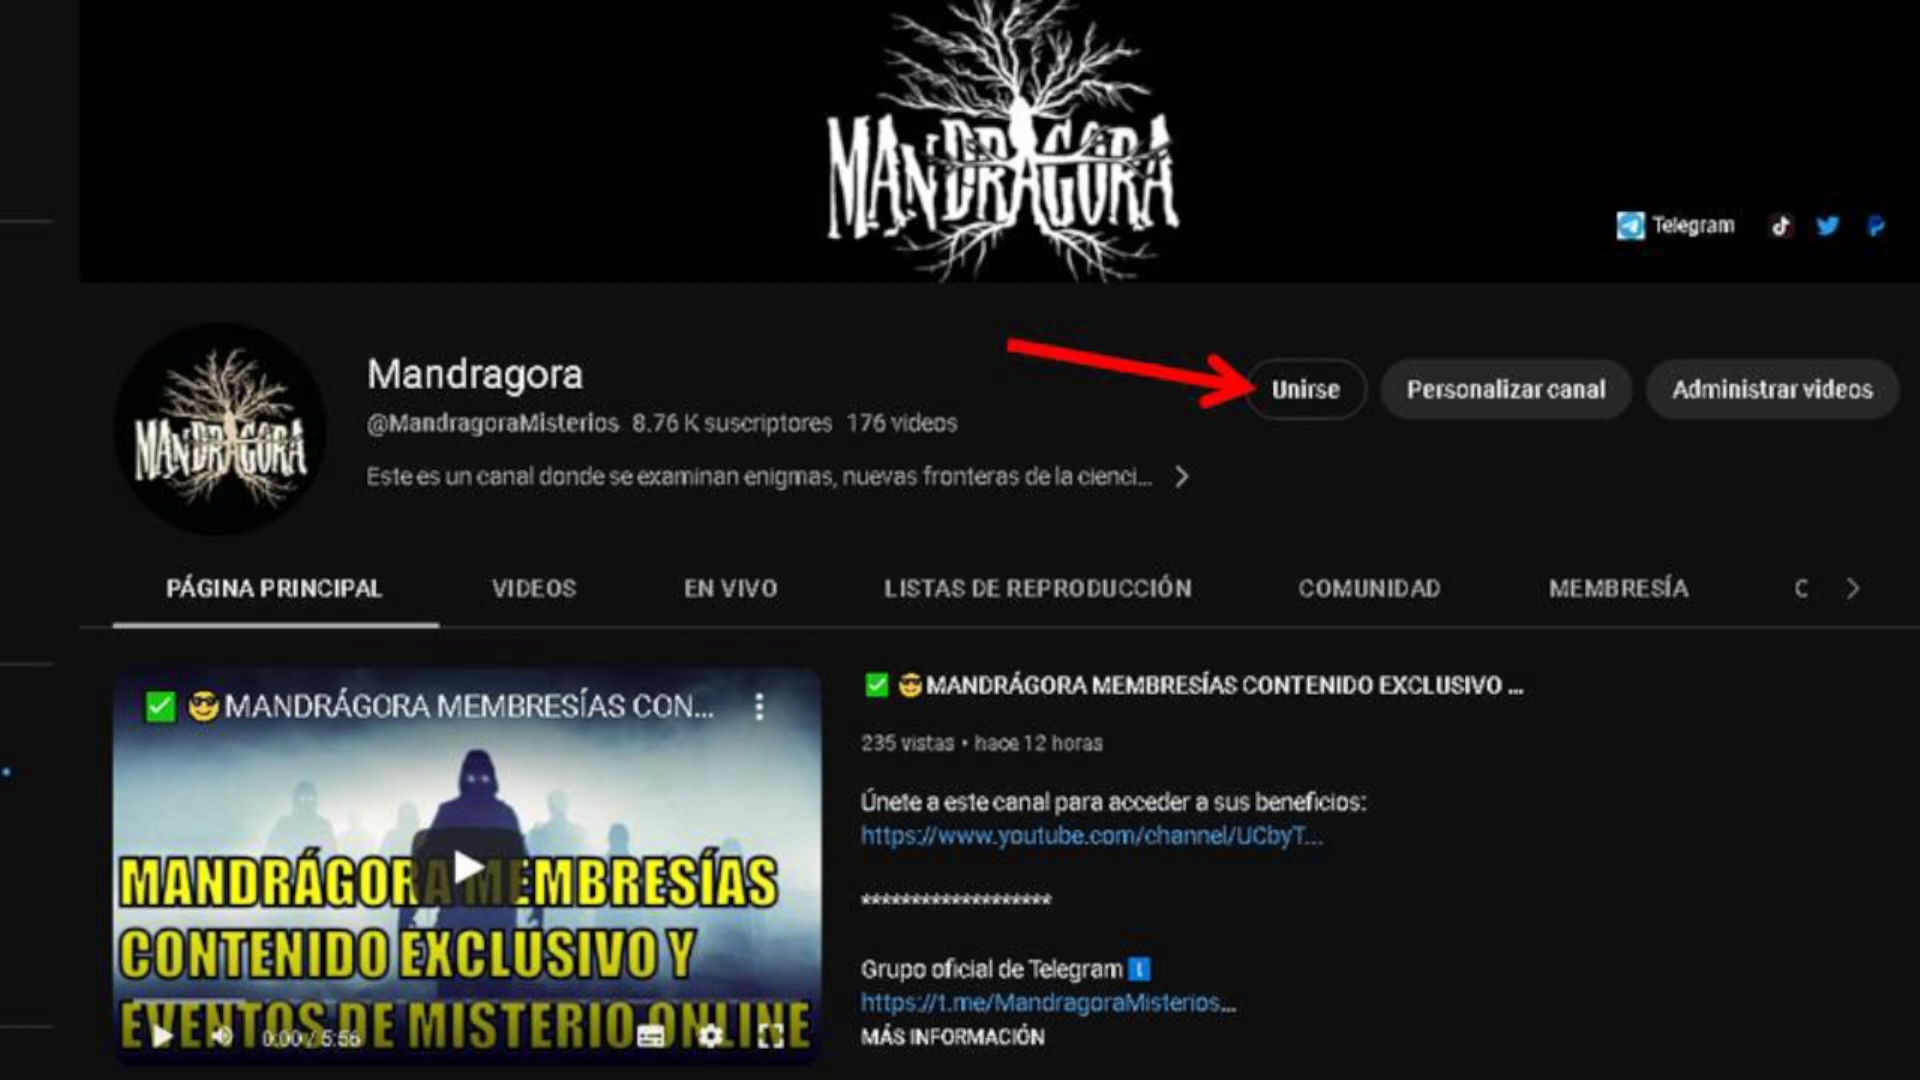 MANDRAGORA
Telegram
MANDRAGORA
Mandragora
@MandragoraMisterios 8.76 K suscriptores 176 videos
Este es un canal donde se examinan enigmas, nuevas fronteras de la cienci...
Unirse
Personalizar canal
Administrar videos
PÁGINA PRINCIPAL
VIDEOS
EN VIVO
LISTAS DE REPRODUCCIÓN
COMUNIDAD
MEMBRESÍA
C
✅ 😎MANDRÁGORA MEMBRESÍAS CON...
MANDRÁGORA MEMBRESÍAS
CONTENIDO EXCLUSIVO Y
EVENTOS DE MISTERIO ONLINE
0:00 / 5:56
✅ 😎MANDRÁGORA MEMBRESÍAS CONTENIDO EXCLUSIVO ...
235 vistas • hace 12 horas
Únete a este canal para acceder a sus beneficios:
https://www.youtube.com/channel/UCbyT...
*******************
Grupo oficial de Telegram
https://t.me/MandragoraMisterios...
MÁS INFORMACIÓN